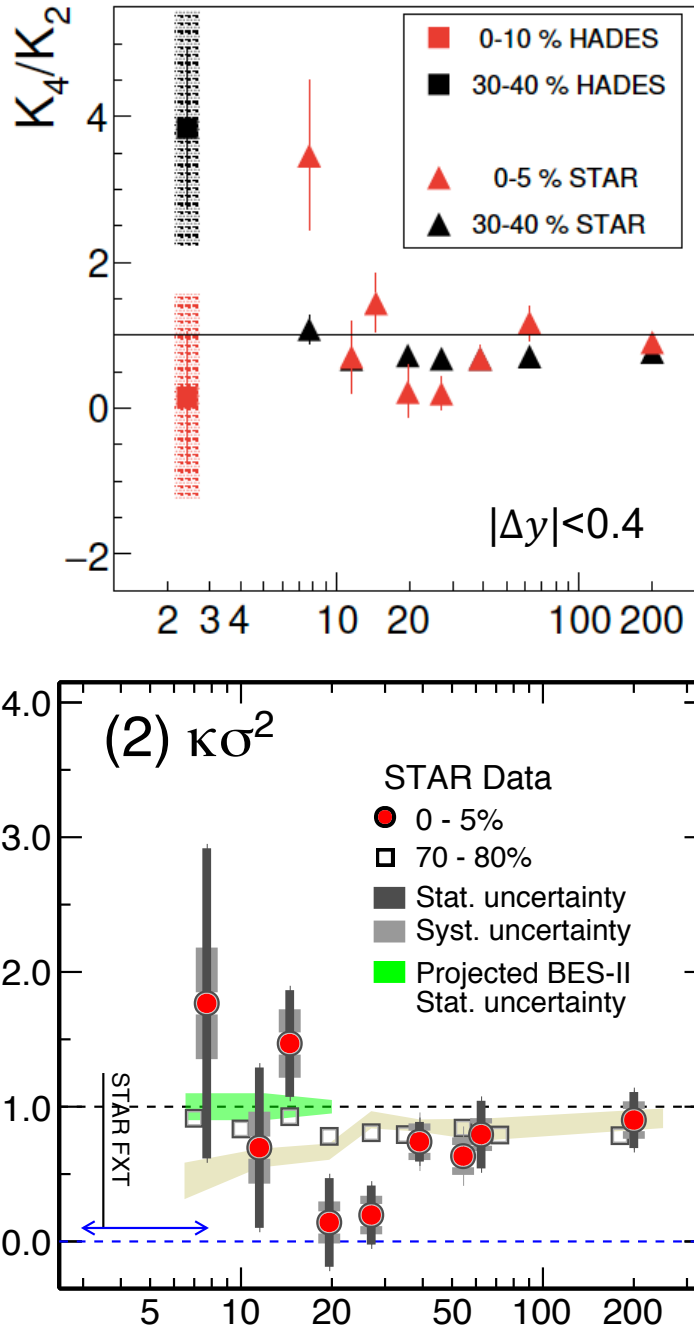 K₄/K₂
0-10 % HADES
30-40 % HADES
0-5 % STAR
30-40 % STAR
4
2
0
−2
|Δy|<0.4
2 3 4 10 20 100 200
(2) κσ²
STAR Data
0 - 5%
70 - 80%
Stat. uncertainty
Syst. uncertainty
Projected BES-II
Stat. uncertainty
4.0
3.0
2.0
1.0
0.0
STAR FXT
5 10 20 50 100 200